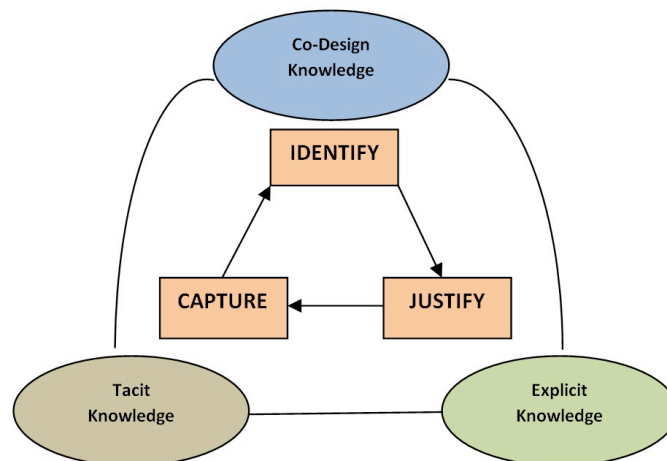 Co-Design
Knowledge
IDENTIFY
CAPTURE
JUSTIFY
Tacit
Knowledge
Explicit
Knowledge